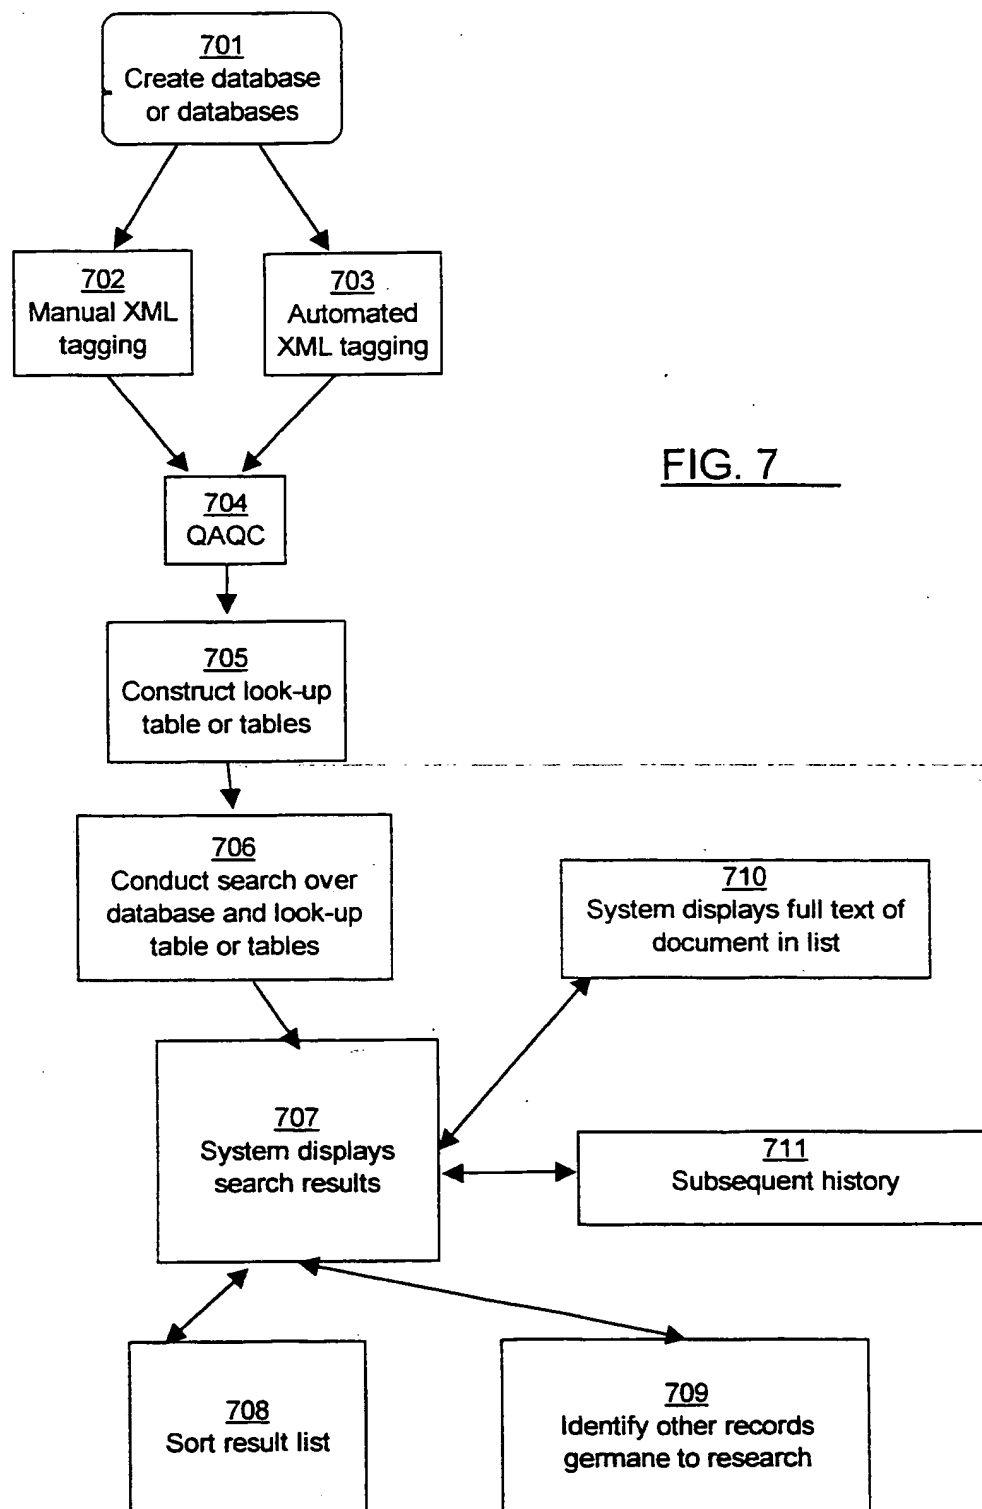 701
Create database
or databases
702
Manual XML
tagging
703
Automated
XML tagging
FIG. 7
704
QAQC
705
Construct look-up
table or tables
706
Conduct search over
database and look-up
table or tables
710
System displays full text of
document in list
707
System displays
search results
711
Subsequent history
708
Sort result list
709
Identify other records
germane to research